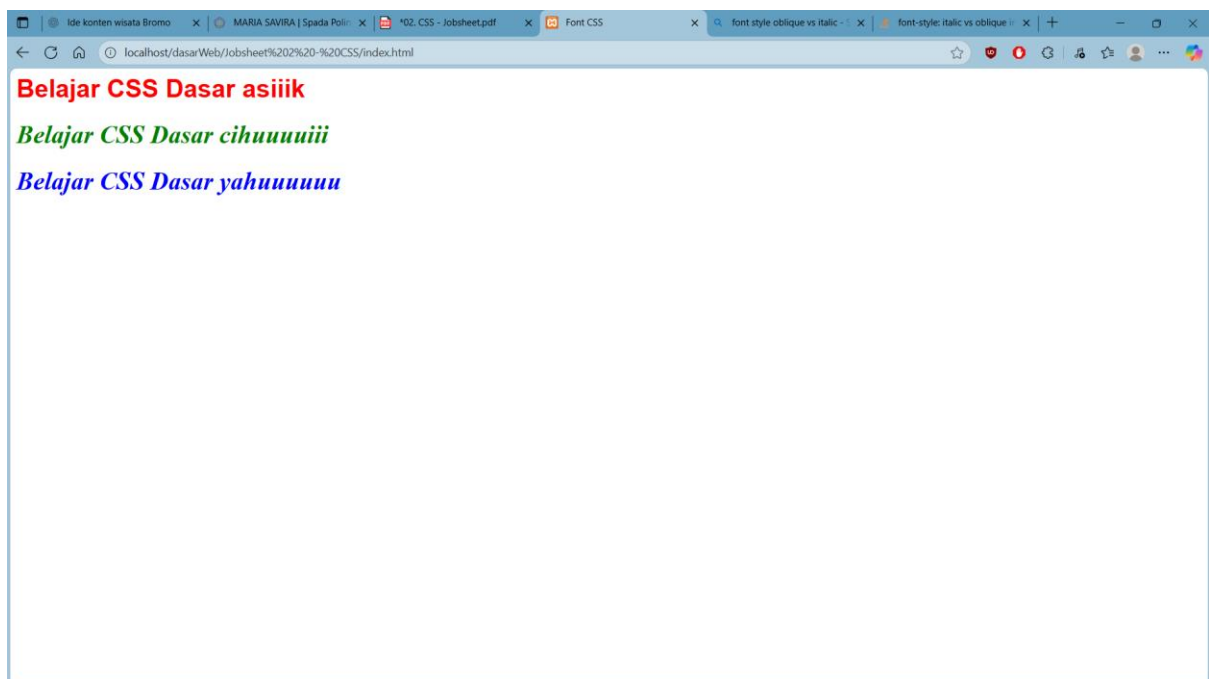 Ide konten wisata Bromo
MARIA SAVIRA | Spada Polin
*02. CSS - Jobsheet.pdf
Font CSS
font style oblique vs italic -
font-style: italic vs oblique in
localhost/dasarWeb/Jobsheet%202%20-%20CSS/index.html
Belajar CSS Dasar asiiik
Belajar CSS Dasar cihuuuuiii
Belajar CSS Dasar yahuuuuuu